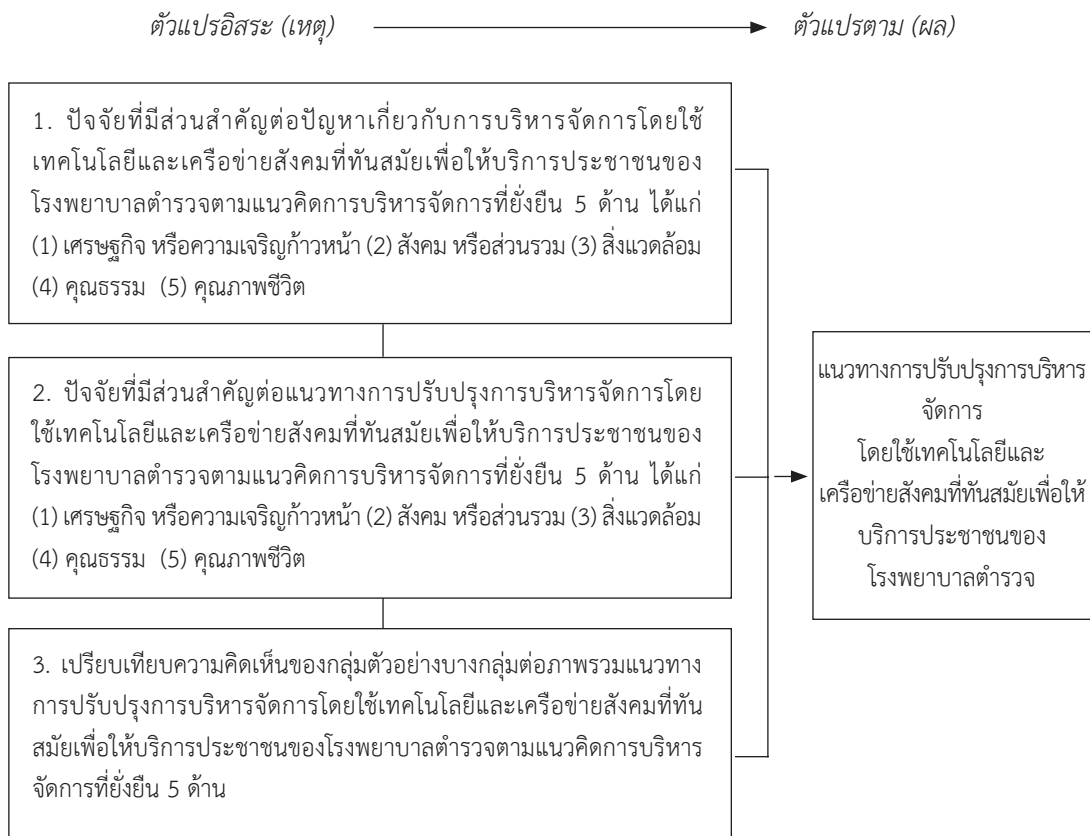 ตัวแปรอิสระ (เหตุ) ตัวแปรตาม (ผล)
1. ปัจจัยที่มีส่วนสำคัญต่อปัญหาเกี่ยวกับการบริหารจัดการโดยใช้
เทคโนโลยีและเครือข่ายสังคมที่ทันสมัยเพื่อให้บริการประชาชนของ
โรงพยาบาลตำรวจตามแนวคิดการบริหารจัดการที่ยั่งยืน 5 ด้าน ได้แก่
(1) เศรษฐกิจ หรือความเจริญก้าวหน้า (2) สังคม หรือส่วนรวม (3) สิ่งแวดล้อม
(4) คุณธรรม (5) คุณภาพชีวิต
2. ปัจจัยที่มีส่วนสำคัญต่อแนวทางการปรับปรุงการบริหารจัดการโดย
ใช้เทคโนโลยีและเครือข่ายสังคมที่ทันสมัยเพื่อให้บริการประชาชนของ
โรงพยาบาลตำรวจตามแนวคิดการบริหารจัดการที่ยั่งยืน 5 ด้าน ได้แก่
(1) เศรษฐกิจ หรือความเจริญก้าวหน้า (2) สังคม หรือส่วนรวม (3) สิ่งแวดล้อม
(4) คุณธรรม (5) คุณภาพชีวิต
3. เปรียบเทียบความคิดเห็นของกลุ่มตัวอย่างบางกลุ่มต่อภาพรวมแนวทาง
การปรับปรุงการบริหารจัดการโดยใช้เทคโนโลยีและเครือข่ายสังคมที่ทัน
สมัยเพื่อให้บริการประชาชนของโรงพยาบาลตำรวจตามแนวคิดการบริหาร
จัดการที่ยั่งยืน 5 ด้าน
แนวทางการปรับปรุงการบริหาร
จัดการ
โดยใช้เทคโนโลยีและ
เครือข่ายสังคมที่ทันสมัยเพื่อให้
บริการประชาชนของ
โรงพยาบาลตำรวจ